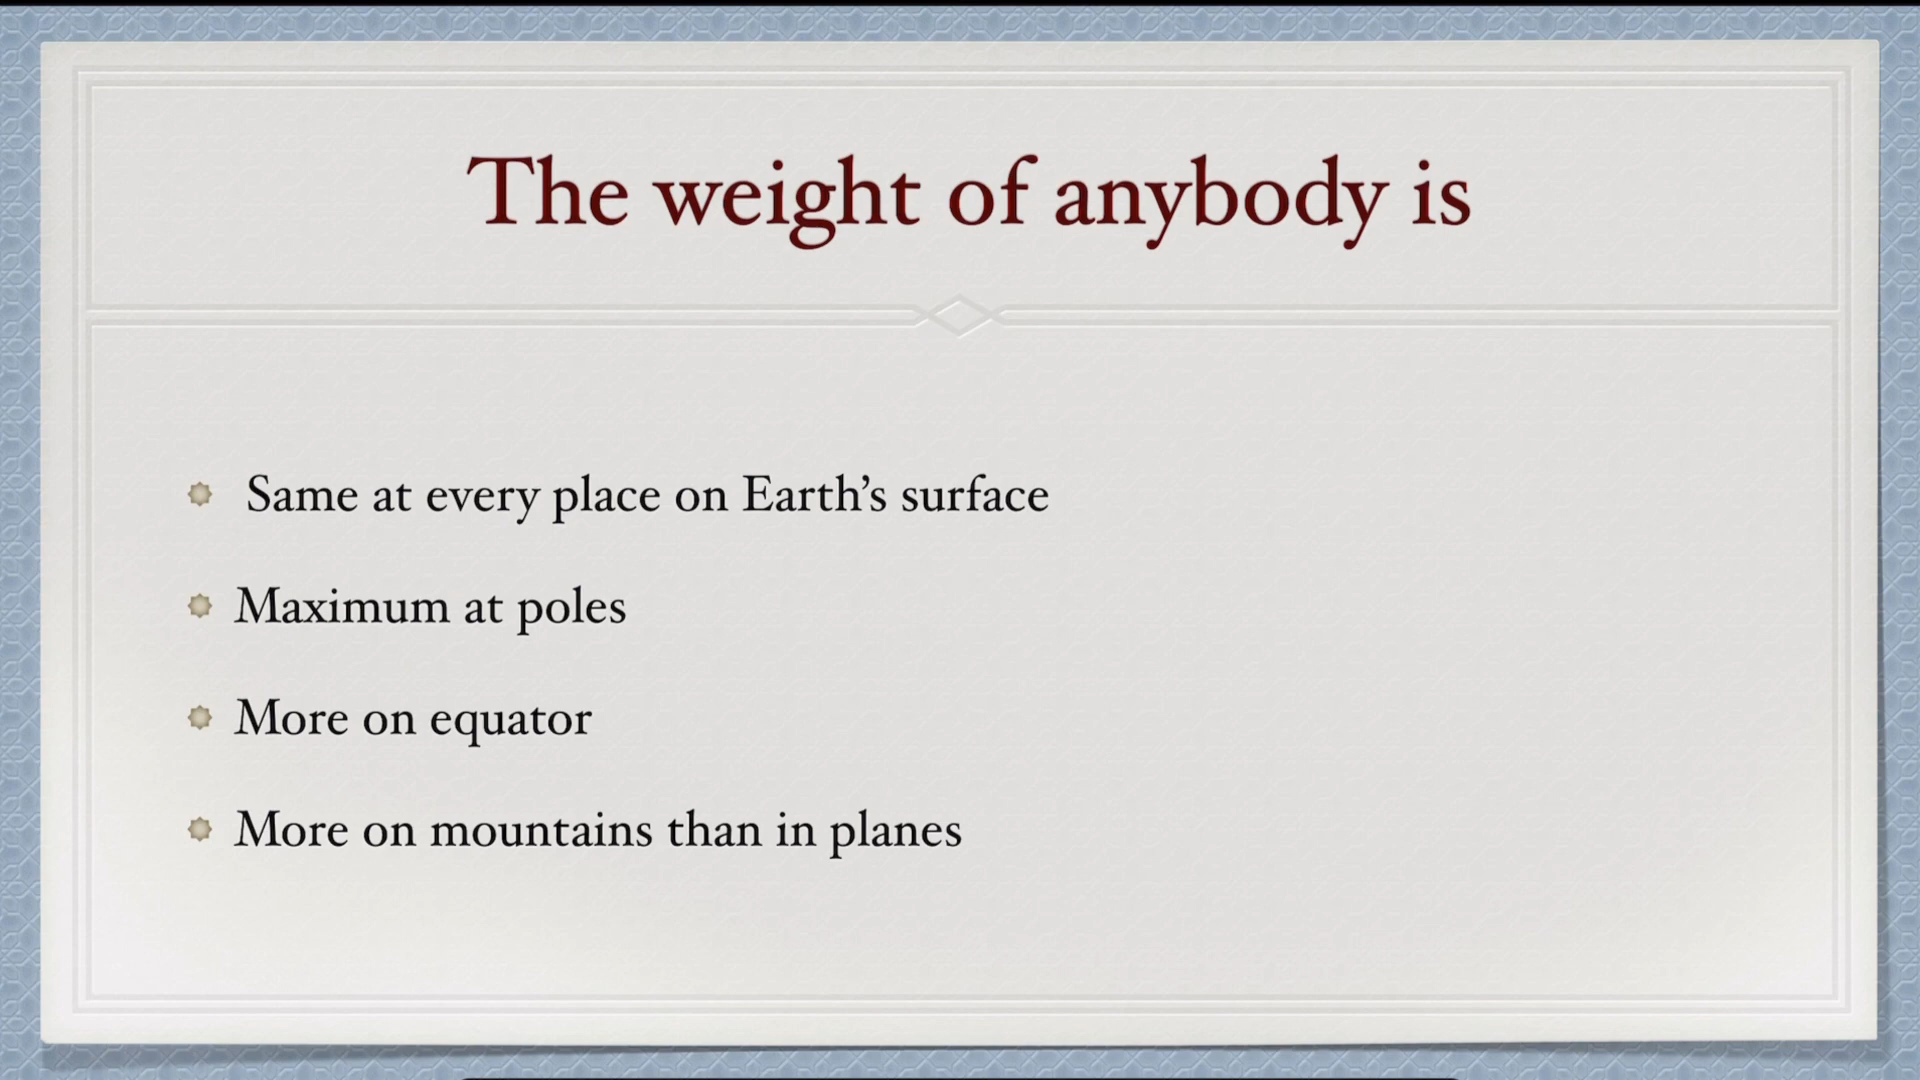 The weight of anybody is
Same at every place on Earth’s surface
Maximum at poles
More on equator
More on mountains than in planes